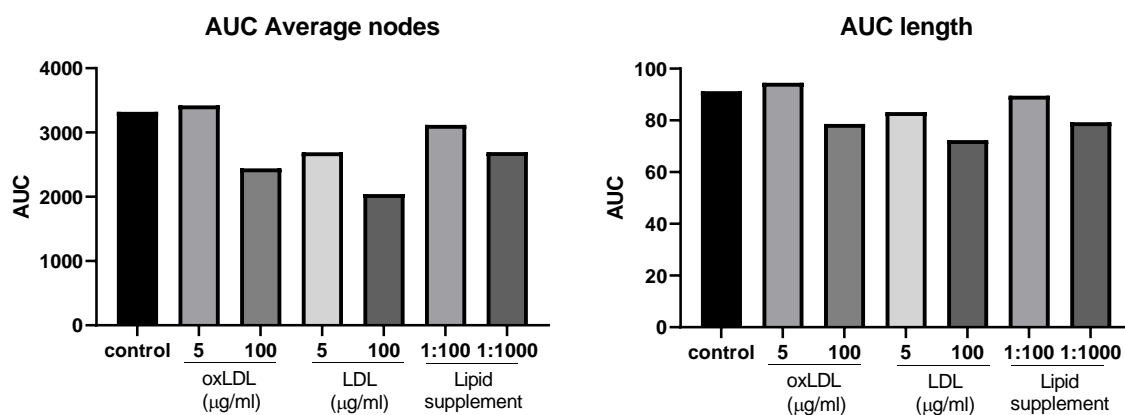 AUC Average nodes
4000
3000
2000
1000
0
AUC
control 5 100 5 100 1:100 1:1000
oxLDL (μg/ml)
LDL (μg/ml)
Lipid supplement
AUC length
100
80
60
40
20
0
AUC
control 5 100 5 100 1:100 1:1000
oxLDL (μg/ml)
LDL (μg/ml)
Lipid supplement